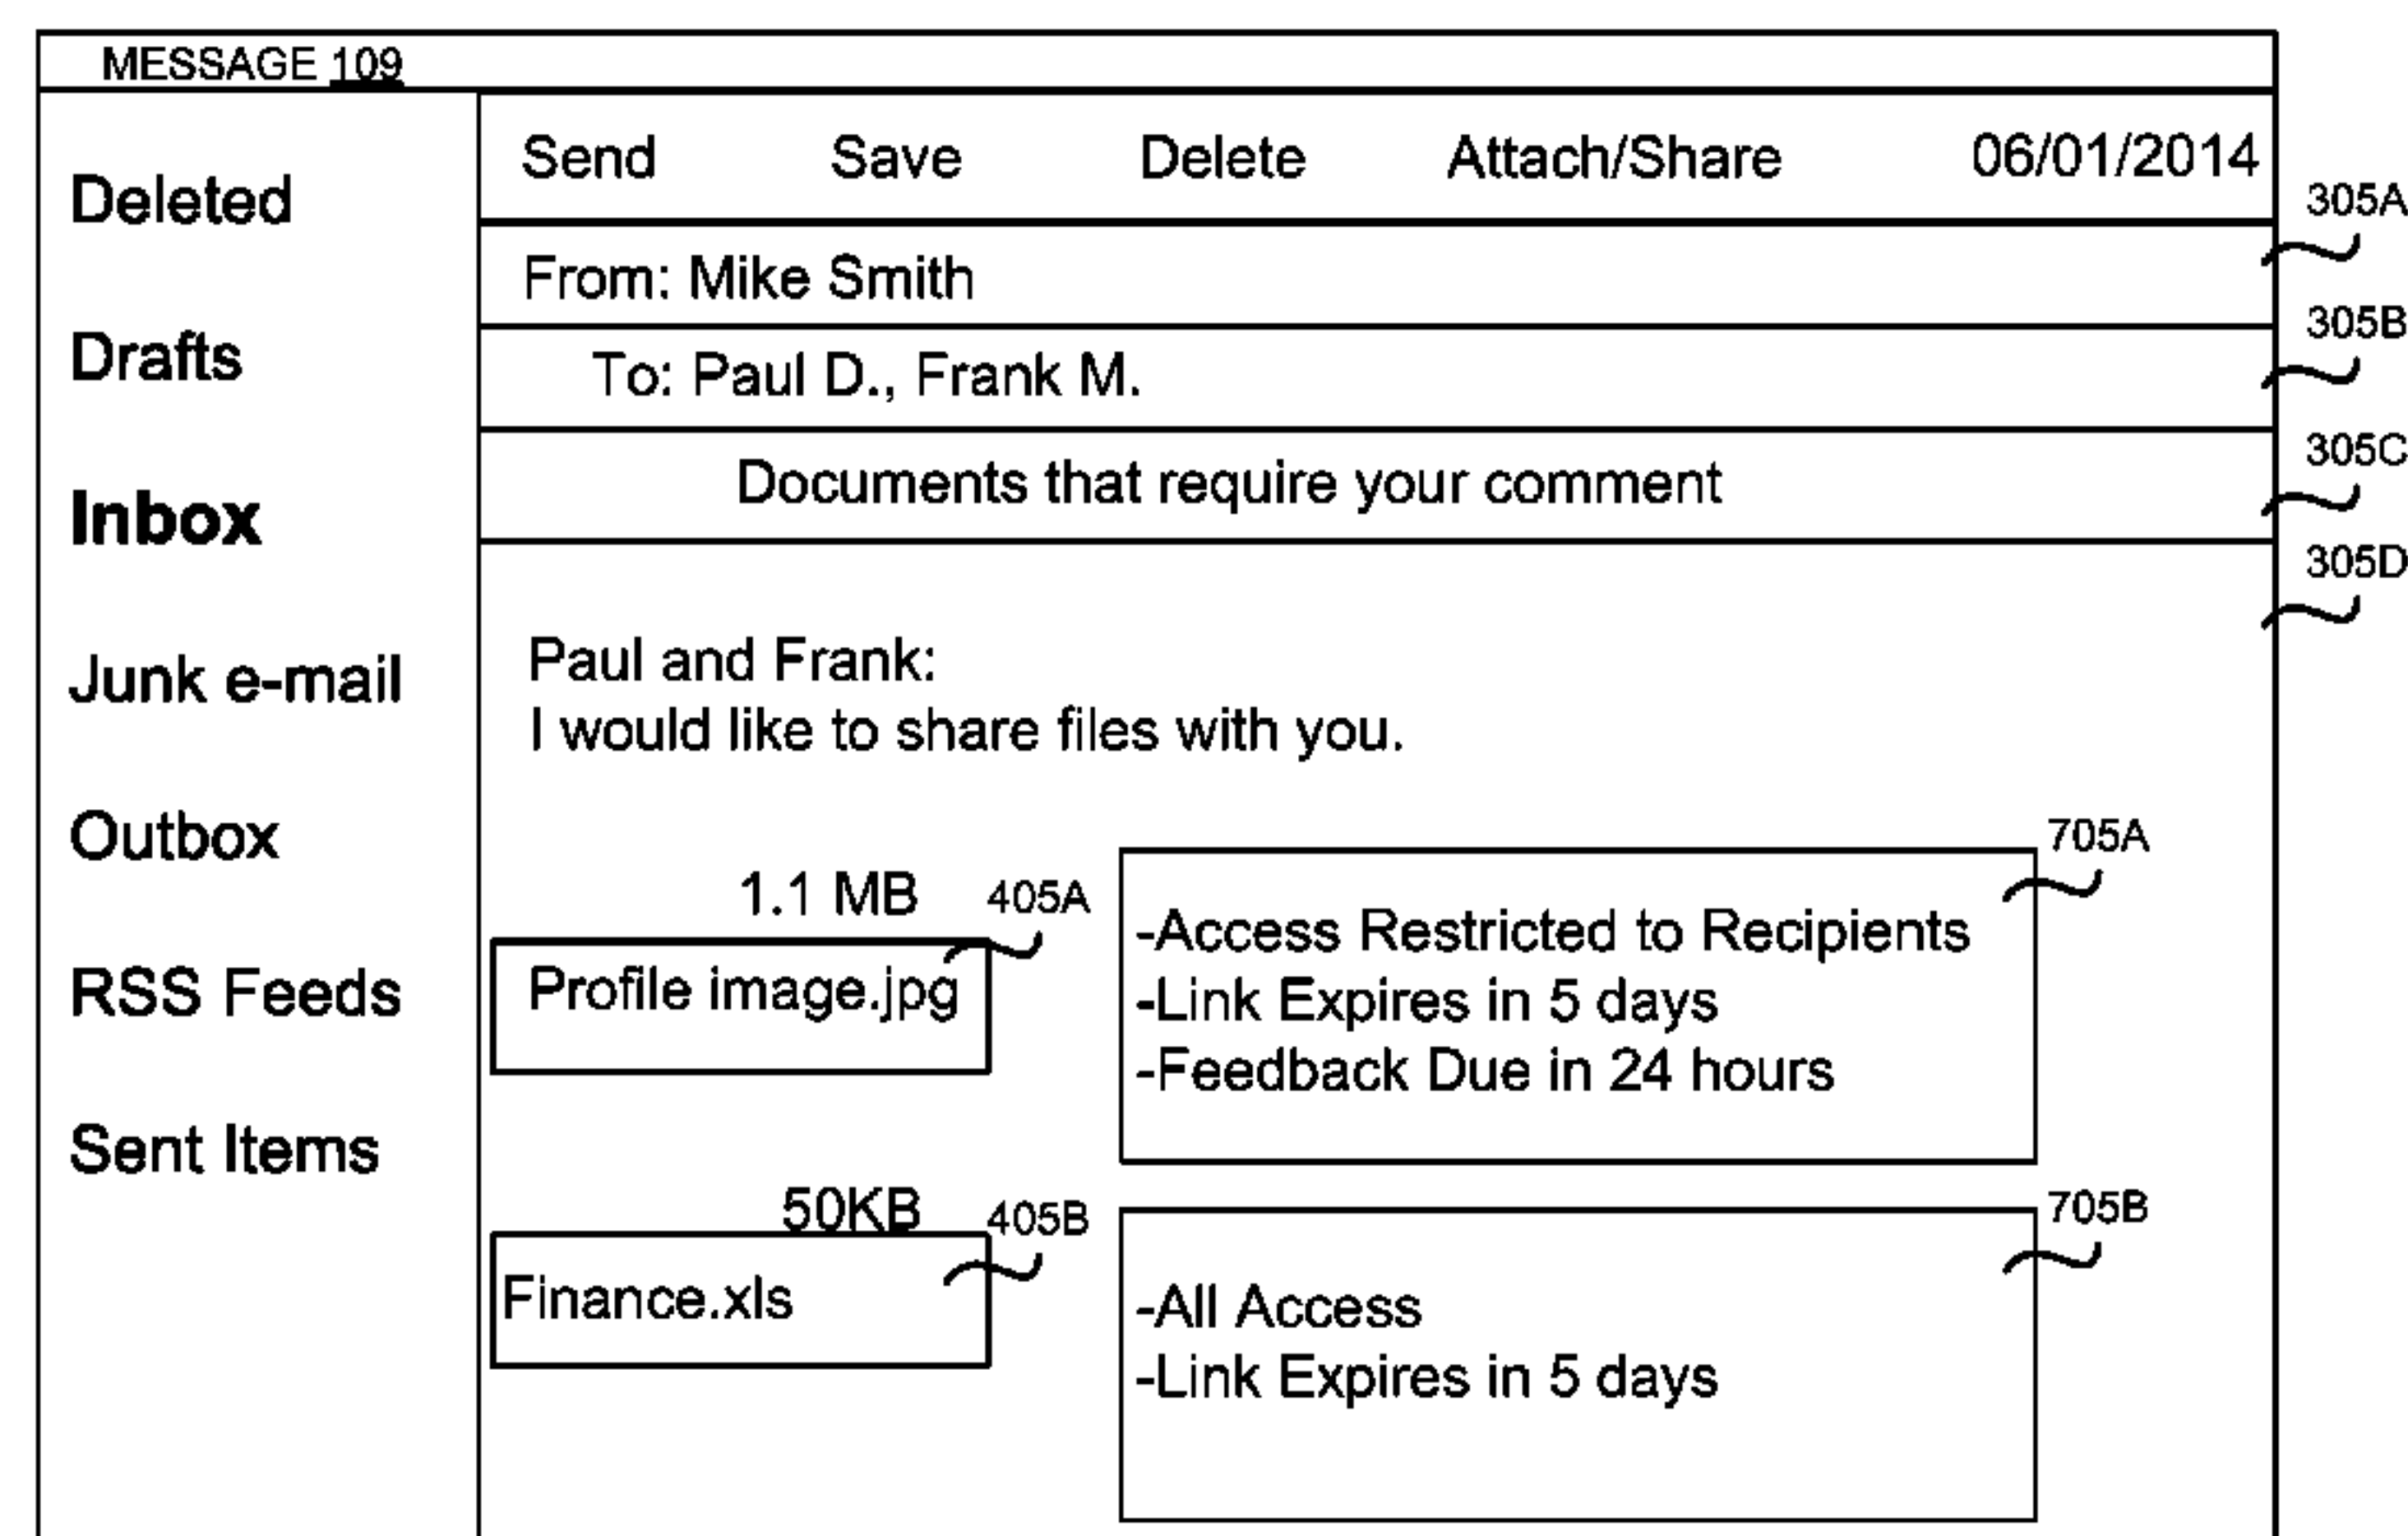 MESSAGE 109
Send Save Delete Attach/Share 06/01/2014
Deleted
Drafts
Inbox
Junk e-mail
Outbox
RSS Feeds
Sent Items
From: Mike Smith
305A
To: Paul D., Frank M.
305B
Documents that require your comment
305C
305D
Paul and Frank:
I would like to share files with you.
1.1 MB
405A
Profile image.jpg
705A
-Access Restricted to Recipients
-Link Expires in 5 days
-Feedback Due in 24 hours
50KB
405B
Finance.xls
705B
-All Access
-Link Expires in 5 days